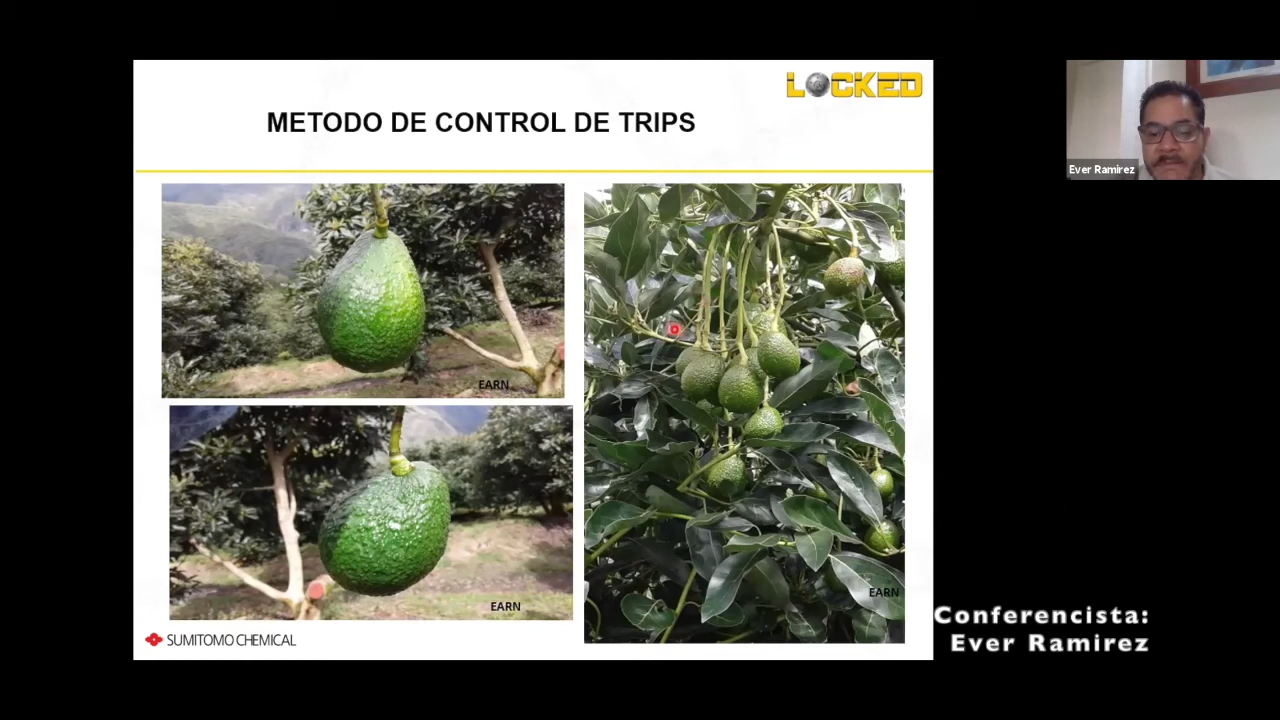 LOCKED
METODO DE CONTROL DE TRIPS
Ever Ramirez
EARN
EARN
EARN
SUMITOMO CHEMICAL
Conferencista:
Ever Ramirez